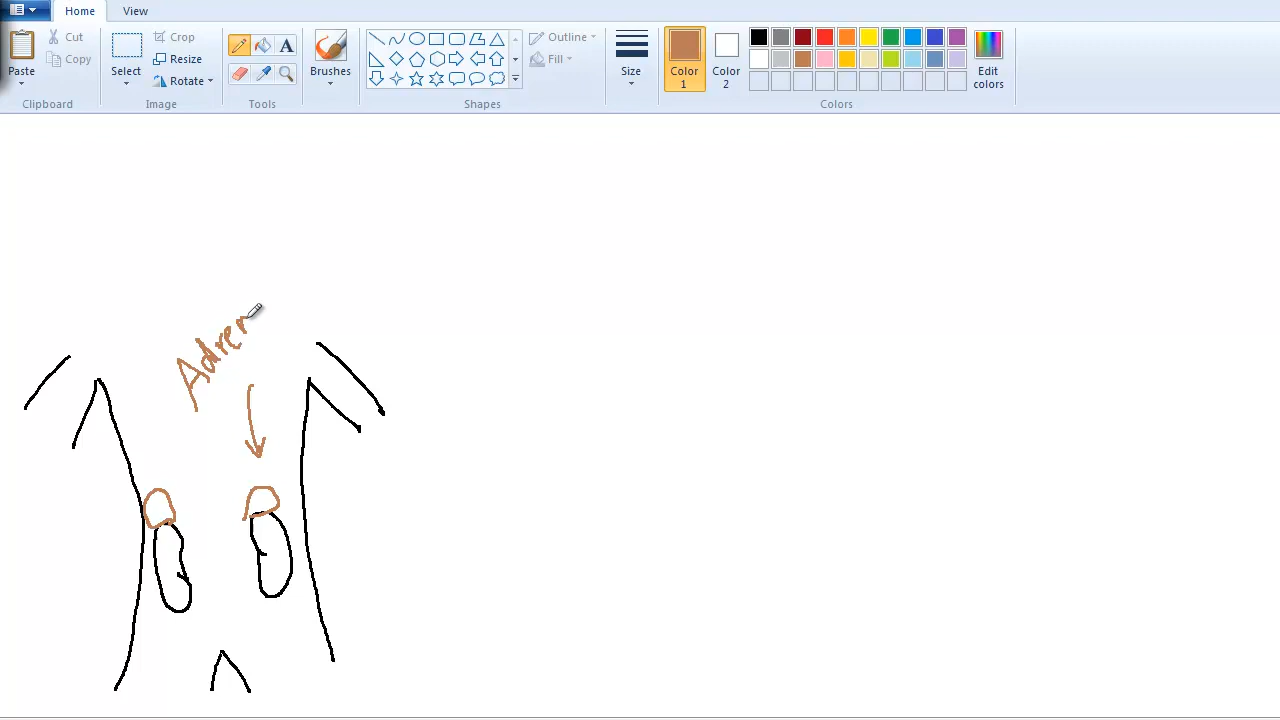 Home View
Cut
Copy
Paste
Clipboard
Select
Crop
Resize
Rotate
Image
A
Tools
Brushes
Outline
Fill
Shapes
Size
Color 1
Color 2
Edit colors
Colors
Adren